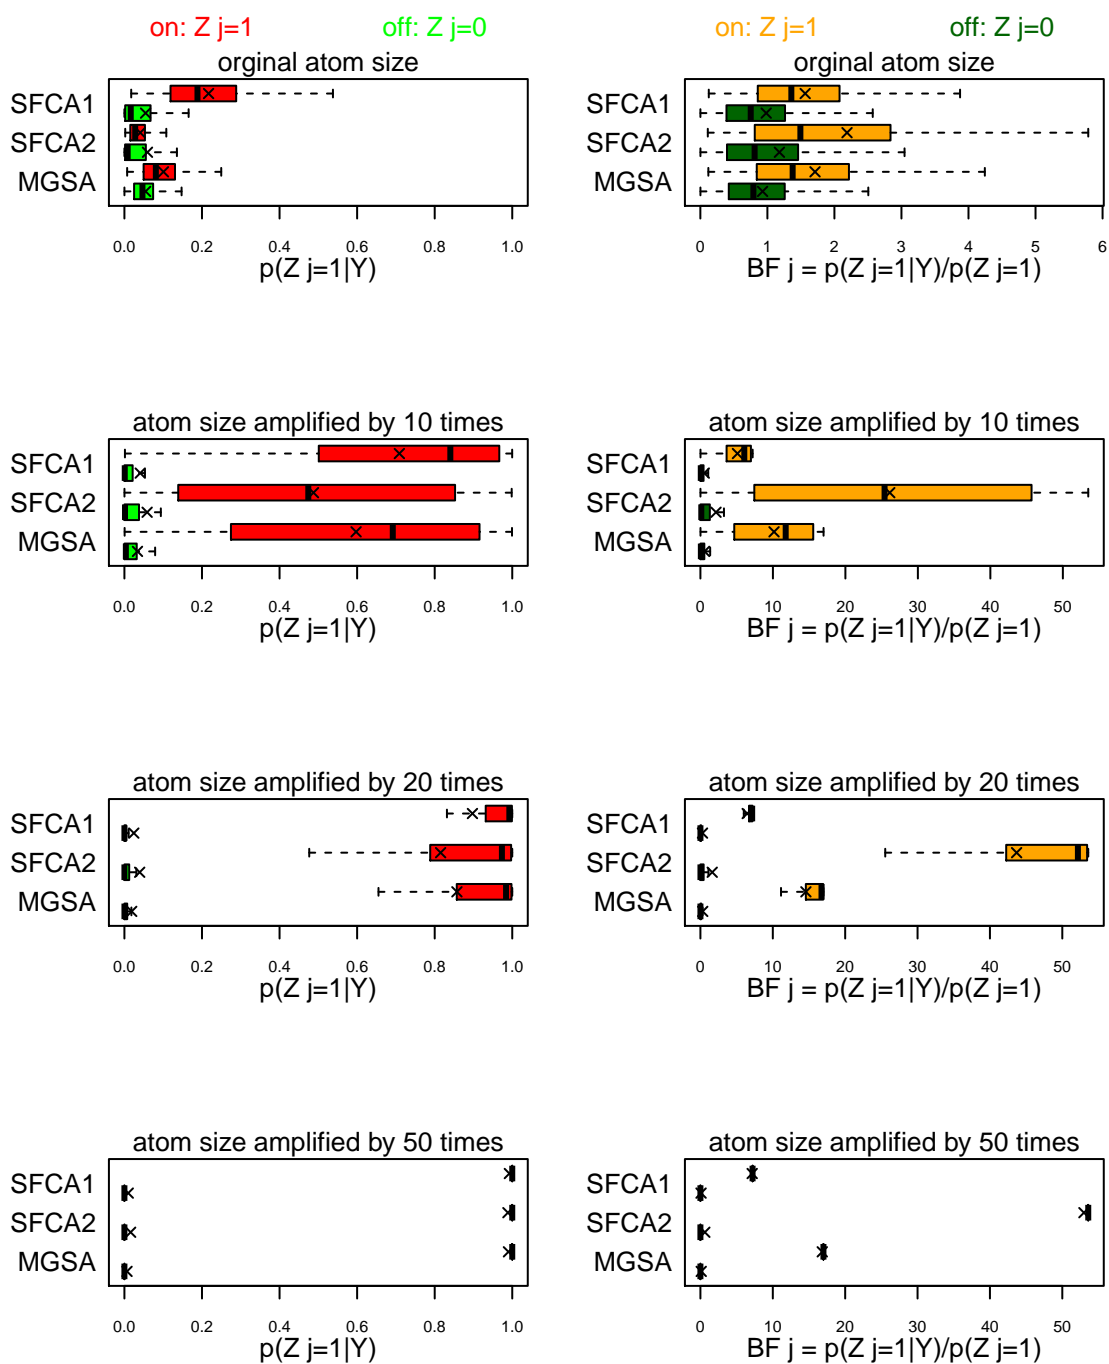 on: Z j=1 off: Z j=0 on: Z j=1 off: Z j=0
orginal atom size
SFCA1
SFCA2
MGSA
0.0 0.2 0.4 0.6 0.8 1.0
p(Z j=1|Y)
orginal atom size
SFCA1
SFCA2
MGSA
0 1 2 3 4 5 6
BF j = p(Z j=1|Y)/p(Z j=1)
atom size amplified by 10 times
SFCA1
SFCA2
MGSA
0.0 0.2 0.4 0.6 0.8 1.0
p(Z j=1|Y)
atom size amplified by 10 times
SFCA1
SFCA2
MGSA
0 10 20 30 40 50
BF j = p(Z j=1|Y)/p(Z j=1)
atom size amplified by 20 times
SFCA1
SFCA2
MGSA
0.0 0.2 0.4 0.6 0.8 1.0
p(Z j=1|Y)
atom size amplified by 20 times
SFCA1
SFCA2
MGSA
0 10 20 30 40 50
BF j = p(Z j=1|Y)/p(Z j=1)
atom size amplified by 50 times
SFCA1
SFCA2
MGSA
0.0 0.2 0.4 0.6 0.8 1.0
p(Z j=1|Y)
atom size amplified by 50 times
SFCA1
SFCA2
MGSA
0 10 20 30 40 50
BF j = p(Z j=1|Y)/p(Z j=1)